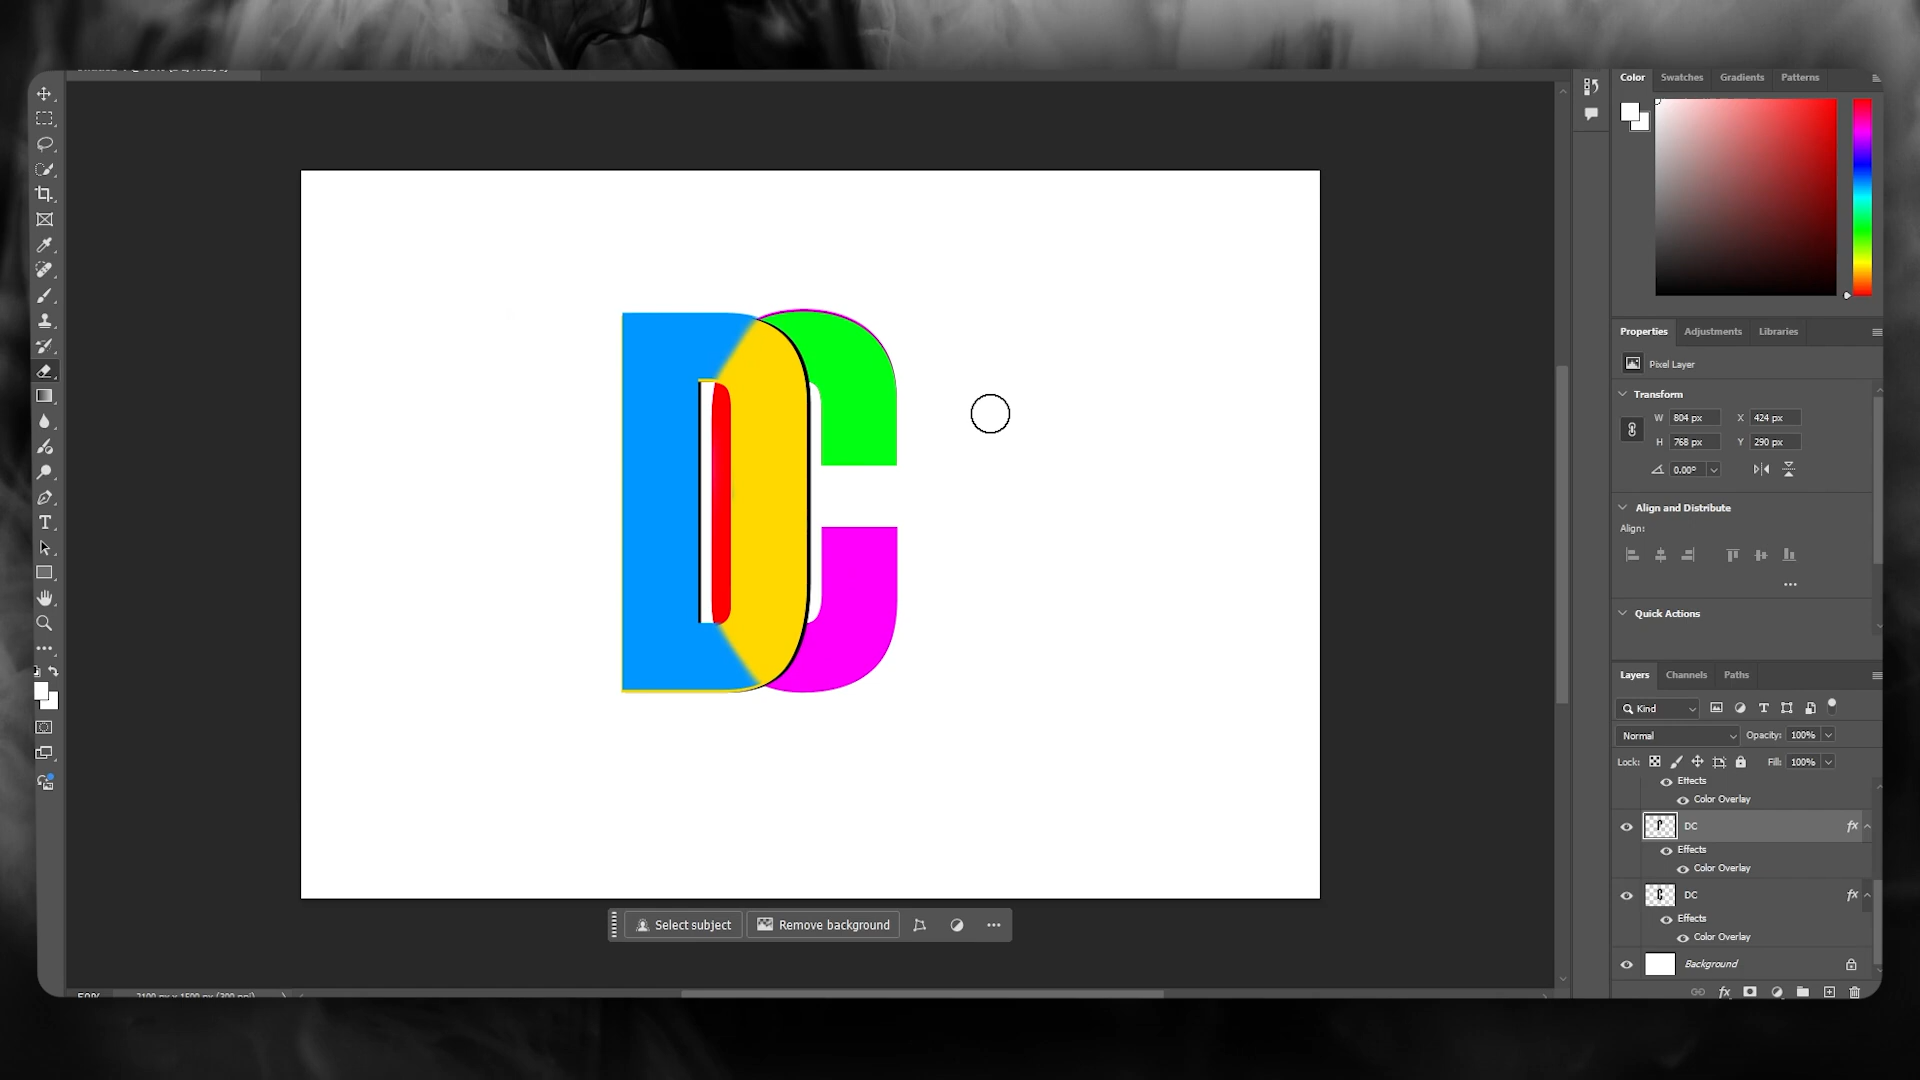 Color Swatches Gradients Patterns
Properties Adjustments Libraries
Pixel Layer
Transform
W 804 px X 424 px
H 768 px Y 290 px
0.00°
Align and Distribute
Align:
Quick Actions
DC
T
Layers Channels Paths
Kind
T
Normal Opacity: 100%
Lock: Fill: 100%
Effects
Color Overlay
DC fx
Effects
Color Overlay
DC fx
Effects
Color Overlay
Background
fx
Select subject Remove background